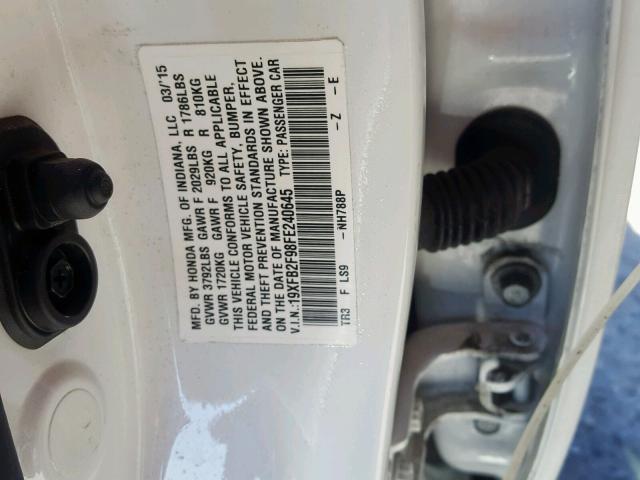 MFD. BY HONDA MFG. OF INDIANA, LLC 03/'15
GVWR 3792LBS GAWR F 2029LBS R 1786LBS
GVWR 1720KG GAWR F 920KG R 810KG
THIS VEHICLE CONFORMS TO ALL APPLICABLE
FEDERAL MOTOR VEHICLE SAFETY, BUMPER,
AND THEFT PREVENTION STANDARDS IN EFFECT
ON THE DATE OF MANUFACTURE SHOWN ABOVE.
V.I.N.:19XFB2F98FE240645 TYPE: PASSENGER CAR
TR3 F LS9 -NH788P -Z -E